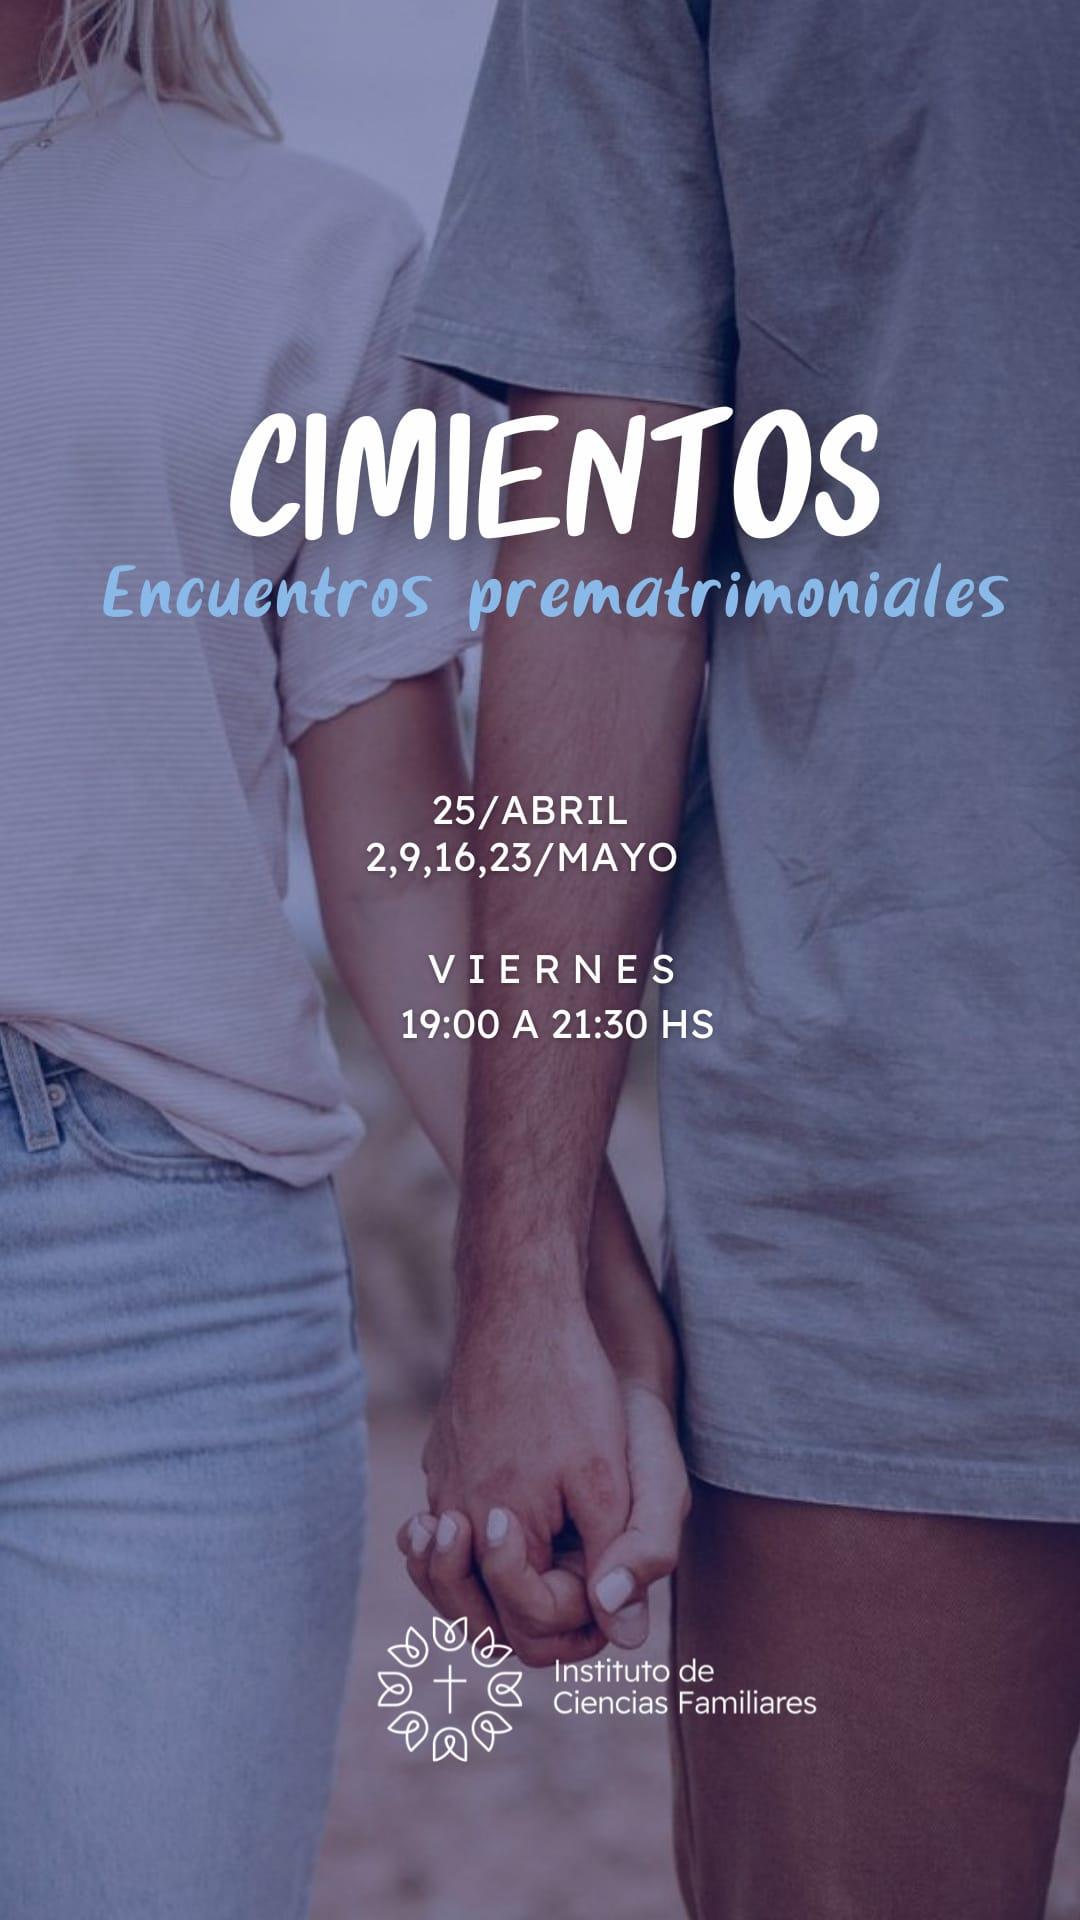 CIMIENTOS
Encuentros prematrimoniales
25/ABRIL
2,9,16,23/MAYO
VIERNES
19:00 A 21:30 HS
Instituto de
Ciencias Familiares